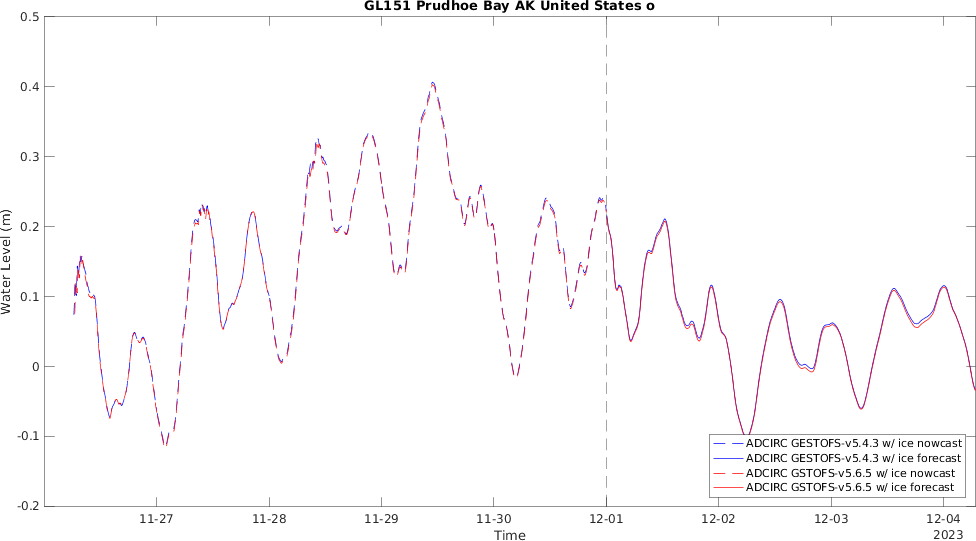 GL151 Prudhoe Bay AK United States o
0.5
0.4
0.3
0.2
0.1
0
-0.1
-0.2
Water Level (m)
11-27
11-28
11-29
11-30
12-01
12-02
12-03
12-04
Time
2023
ADCIRC GESTOFS-v5.4.3 w/ ice nowcast
ADCIRC GESTOFS-v5.4.3 w/ ice forecast
ADCIRC GSTOFS-v5.6.5 w/ ice nowcast
ADCIRC GSTOFS-v5.6.5 w/ ice forecast